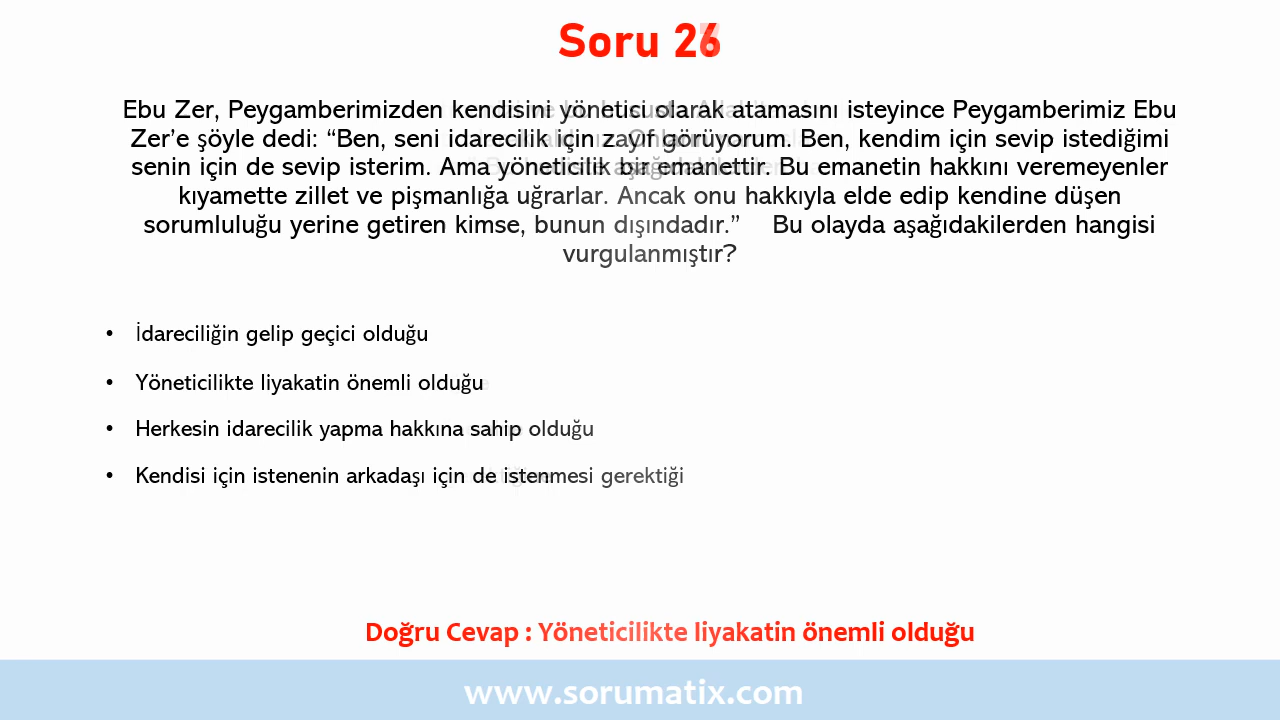 Soru 26
Ebu Zer, Peygamberimizden kendisini yönetici olarak atamasını isteyince Peygamberimiz Ebu
Zer’e şöyle dedi: “Ben, seni idarecilik için zayıf görüyorum. Ben, kendim için sevip istediğimi
senin için de sevip isterim. Ama yöneticilik bir emanettir. Bu emanetin hakkını veremeyenler
kıyamette zillet ve pişmanlığa uğrarlar. Ancak onu hakkıyla elde edip kendine düşen
sorumluluğu yerine getiren kimse, bunun dışındadır.” Bu olayda aşağıdakilerden hangisi
vurgulanmıştır?
• İdareciliğin gelip geçici olduğu
• Yöneticilikte liyakatin önemli olduğu
• Herkesin idarecilik yapma hakkına sahip olduğu
• Kendisi için istenenin arkadaşı için de istenmesi gerektiği
Doğru Cevap : Yöneticilikte liyakatin önemli olduğu
www.sorumatix.com